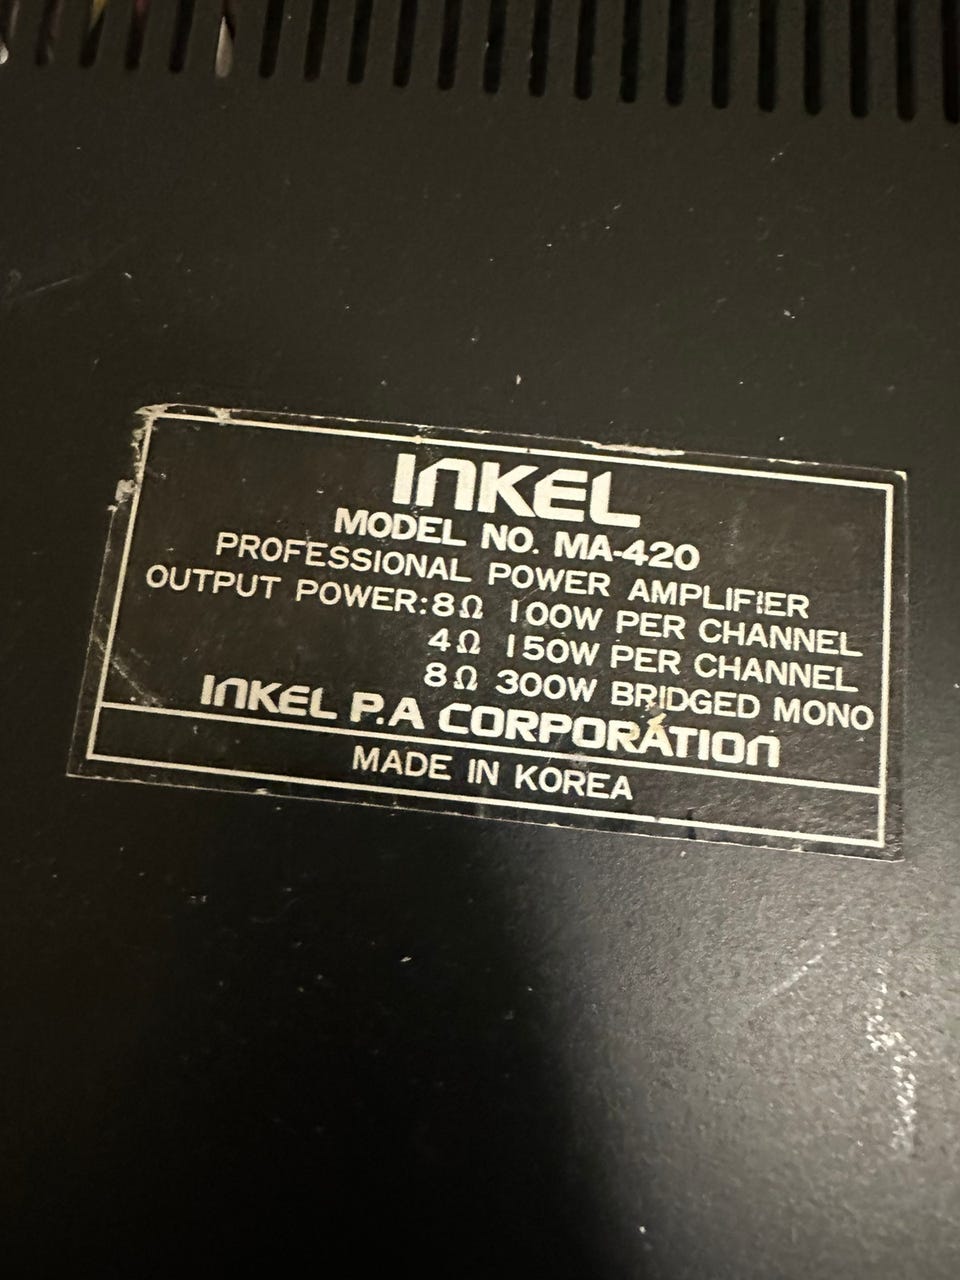 INKEL
MODEL NO. MA-420
PROFESSIONAL POWER AMPLIFIER
OUTPUT POWER:8Ω 100W PER CHANNEL
4Ω 150W PER CHANNEL
8Ω 300W BRIDGED MONO
INKEL P.A CORPORATION
MADE IN KOREA